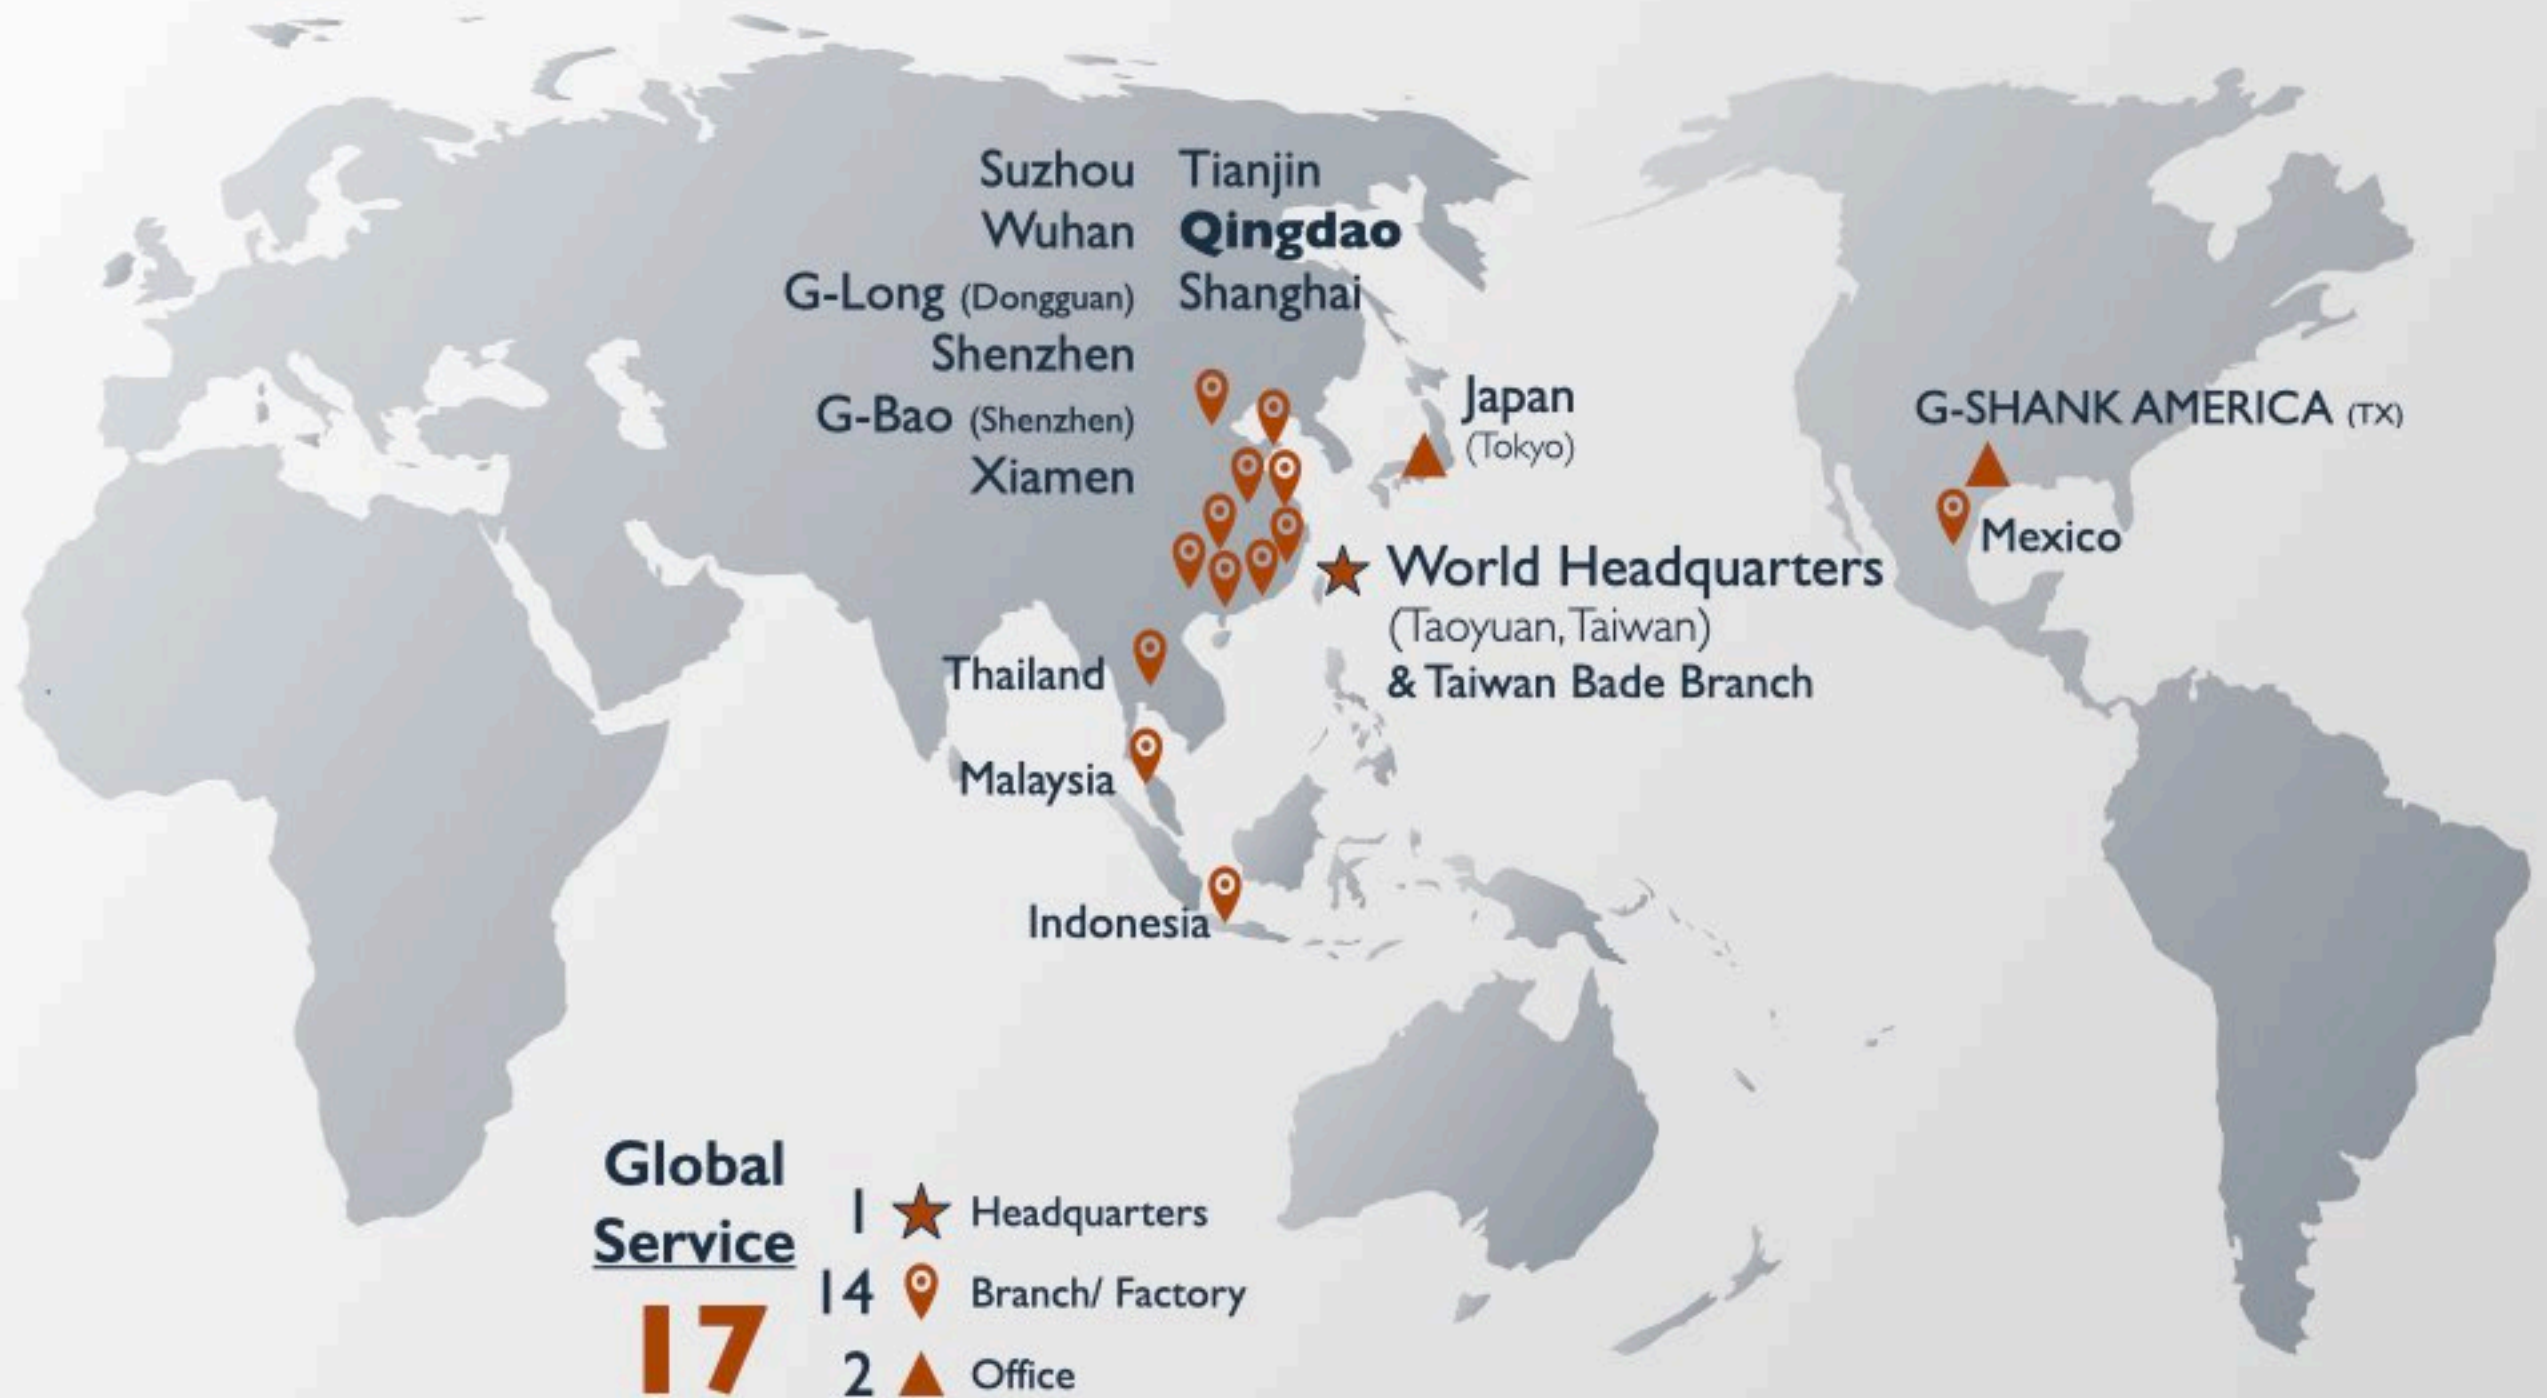 Suzhou Tianjin
Wuhan Qingdao
G-Long (Dongguan) Shanghai
Shenzhen
G-Bao (Shenzhen)
Xiamen
Japan
(Tokyo)
G-SHANK AMERICA (TX)
Mexico
World Headquarters
(Taoyuan, Taiwan)
& Taiwan Bade Branch
Thailand
Malaysia
Indonesia
Global
Service
17
1 Headquarters
14 Branch/ Factory
2 Office